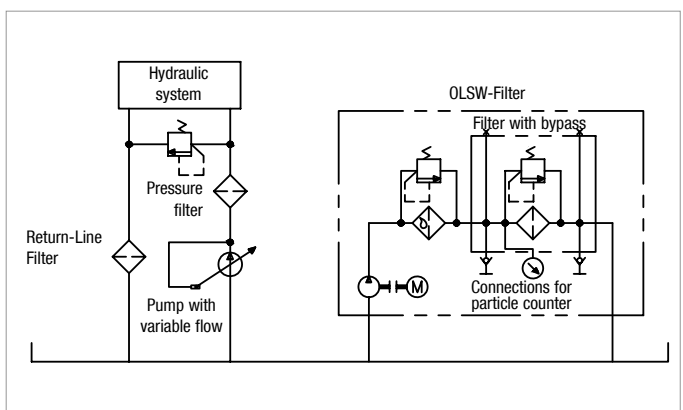 Hydraulic
system
OLSW-Filter
Filter with bypass
Pressure
filter
Return-Line
Filter
Pump with
variable flow
M
Connections for
particle counter